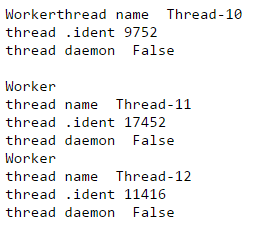 Workerthread name  Thread-10
thread .ident 9752
thread daemon  False

Worker
thread name  Thread-11
thread .ident 17452
thread daemon  False
Worker
thread name  Thread-12
thread .ident 11416
thread daemon  False